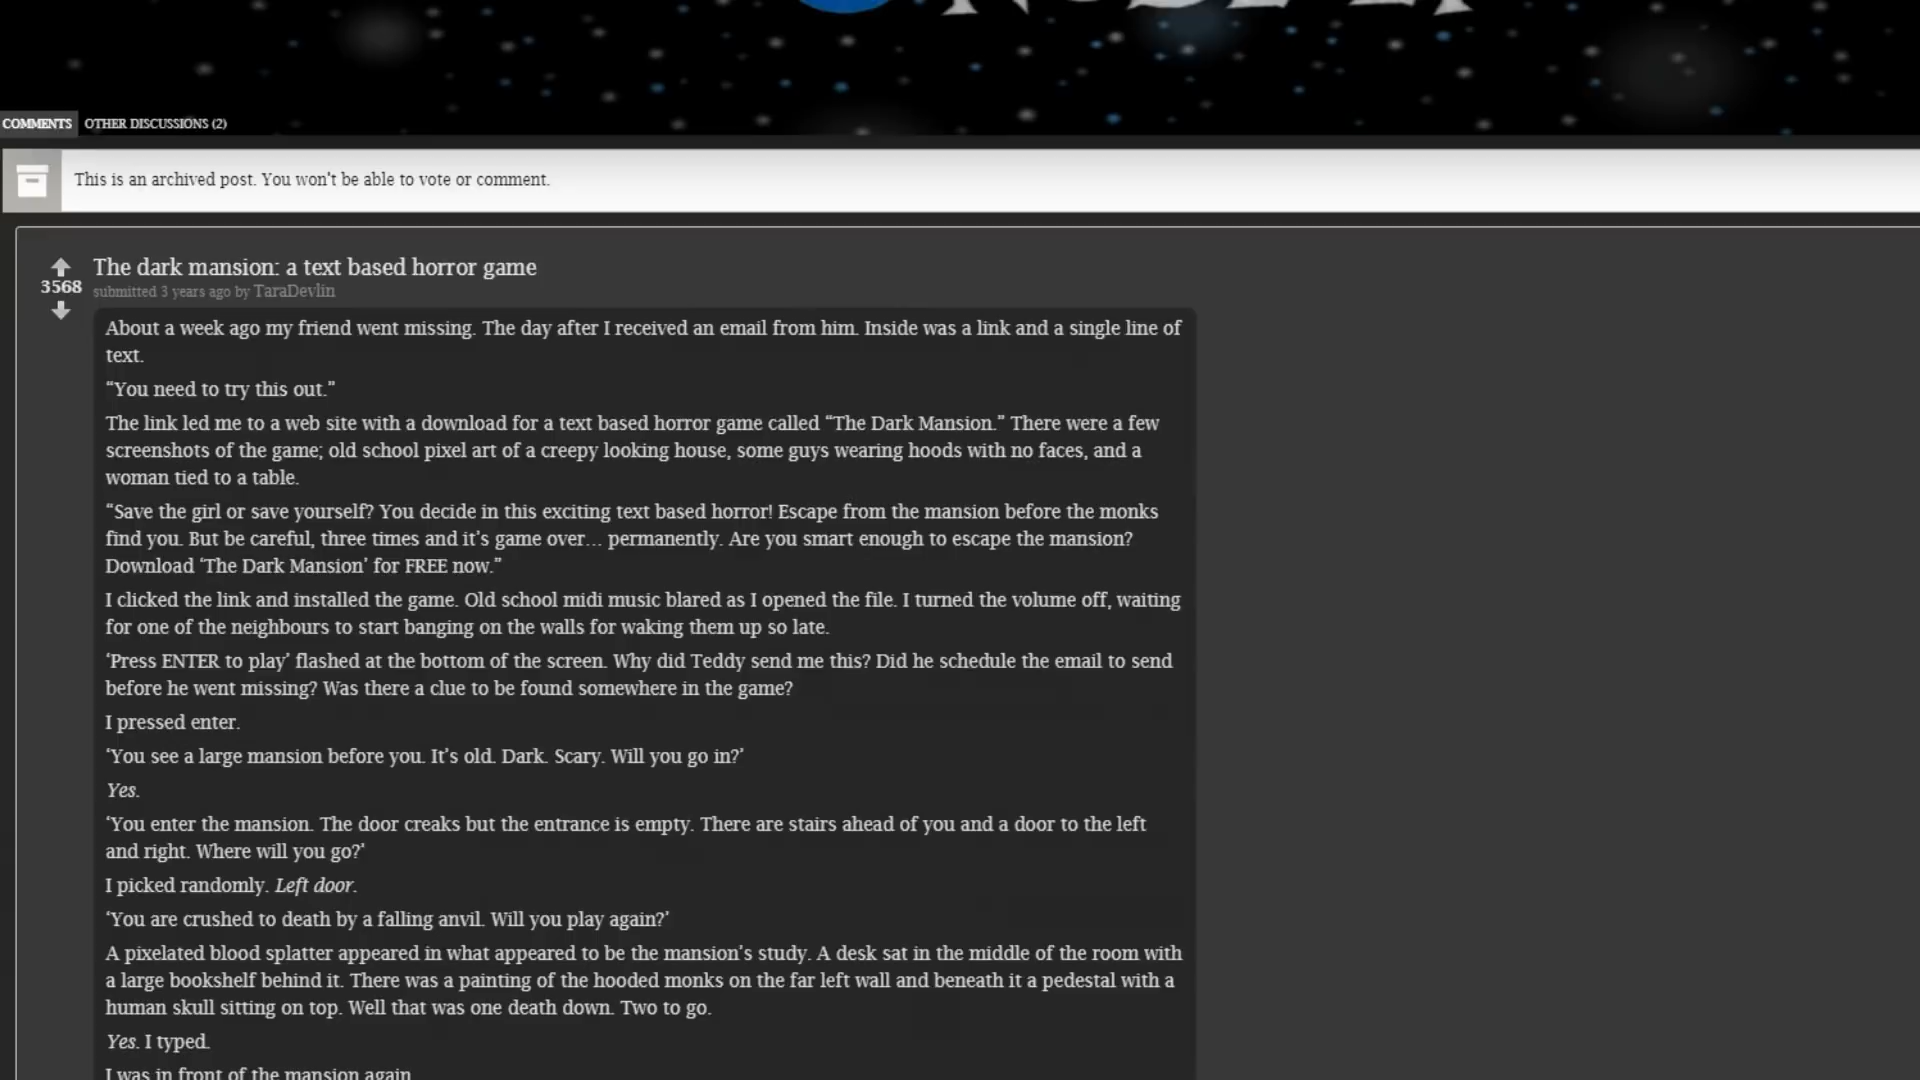 COMMENTS OTHER DISCUSSIONS (2)
This is an archived post. You won't be able to vote or comment.
The dark mansion: a text based horror game
3568
submitted 3 years ago by TaraDevlin
About a week ago my friend went missing. The day after I received an email from him. Inside was a link and a single line of
text.
“You need to try this out.”
The link led me to a web site with a download for a text based horror game called “The Dark Mansion.” There were a few
screenshots of the game; old school pixel art of a creepy looking house, some guys wearing hoods with no faces, and a
woman tied to a table.
“Save the girl or save yourself? You decide in this exciting text based horror! Escape from the mansion before the monks
find you. But be careful, three times and it’s game over… permanently. Are you smart enough to escape the mansion?
Download ‘The Dark Mansion’ for FREE now.”
I clicked the link and installed the game. Old school midi music blared as I opened the file. I turned the volume off, waiting
for one of the neighbours to start banging on the walls for waking them up so late.
‘Press ENTER to play’ flashed at the bottom of the screen. Why did Teddy send me this? Did he schedule the email to send
before he went missing? Was there a clue to be found somewhere in the game?
I pressed enter.
‘You see a large mansion before you. It’s old. Dark. Scary. Will you go in?’
Yes.
‘You enter the mansion. The door creaks but the entrance is empty. There are stairs ahead of you and a door to the left
and right. Where will you go?’
I picked randomly. Left door.
‘You are crushed to death by a falling anvil. Will you play again?’
A pixelated blood splatter appeared in what appeared to be the mansion’s study. A desk sat in the middle of the room with
a large bookshelf behind it. There was a painting of the hooded monks on the far left wall and beneath it a pedestal with a
human skull sitting on top. Well that was one death down. Two to go.
Yes. I typed.
I was in front of the mansion again.